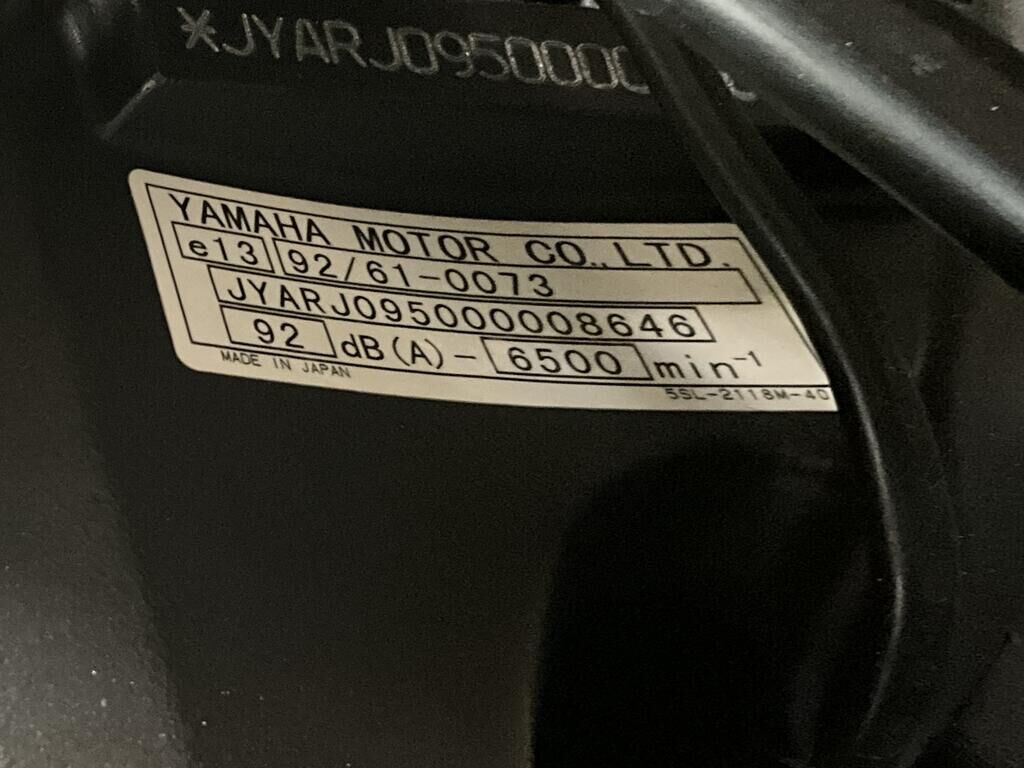 *JYARJ0950000
YAMAHA MOTOR CO.,LTD.
e13 92/61-0073
JYARJ095000008646
92 dB(A)-6500 min⁻¹
MADE IN JAPAN
5SL-2118M-40